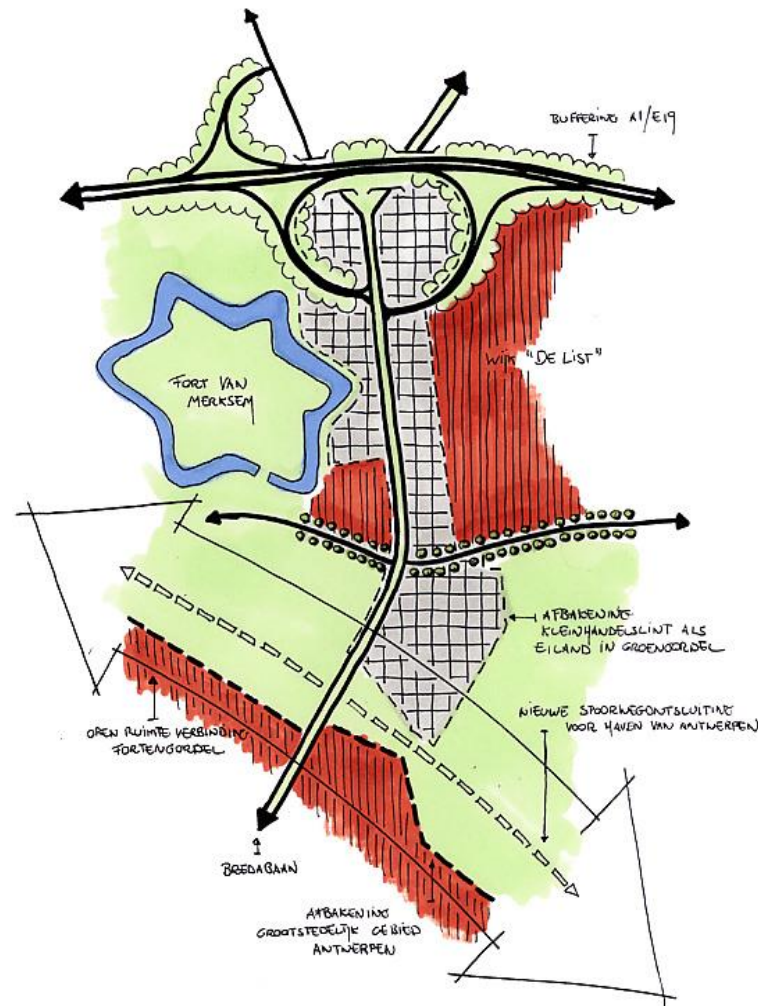 BUFFERING A1/E19
FORT VAN
MERKSEM
WIJK "DE LIST"
AFBAKENING
KLEINHANDELSLINT ALS
EILAND IN GROENGORDEL
NIEUWE SPOORWEGONTSLUITING
VOOR HAVEN VAN ANTWERPEN
OPEN RUIMTE VERBINDING
FORTENGORDEL
BREDABAAN
AFBAKENING
GROOTSTEDELIJK GEBIED
ANTWERPEN